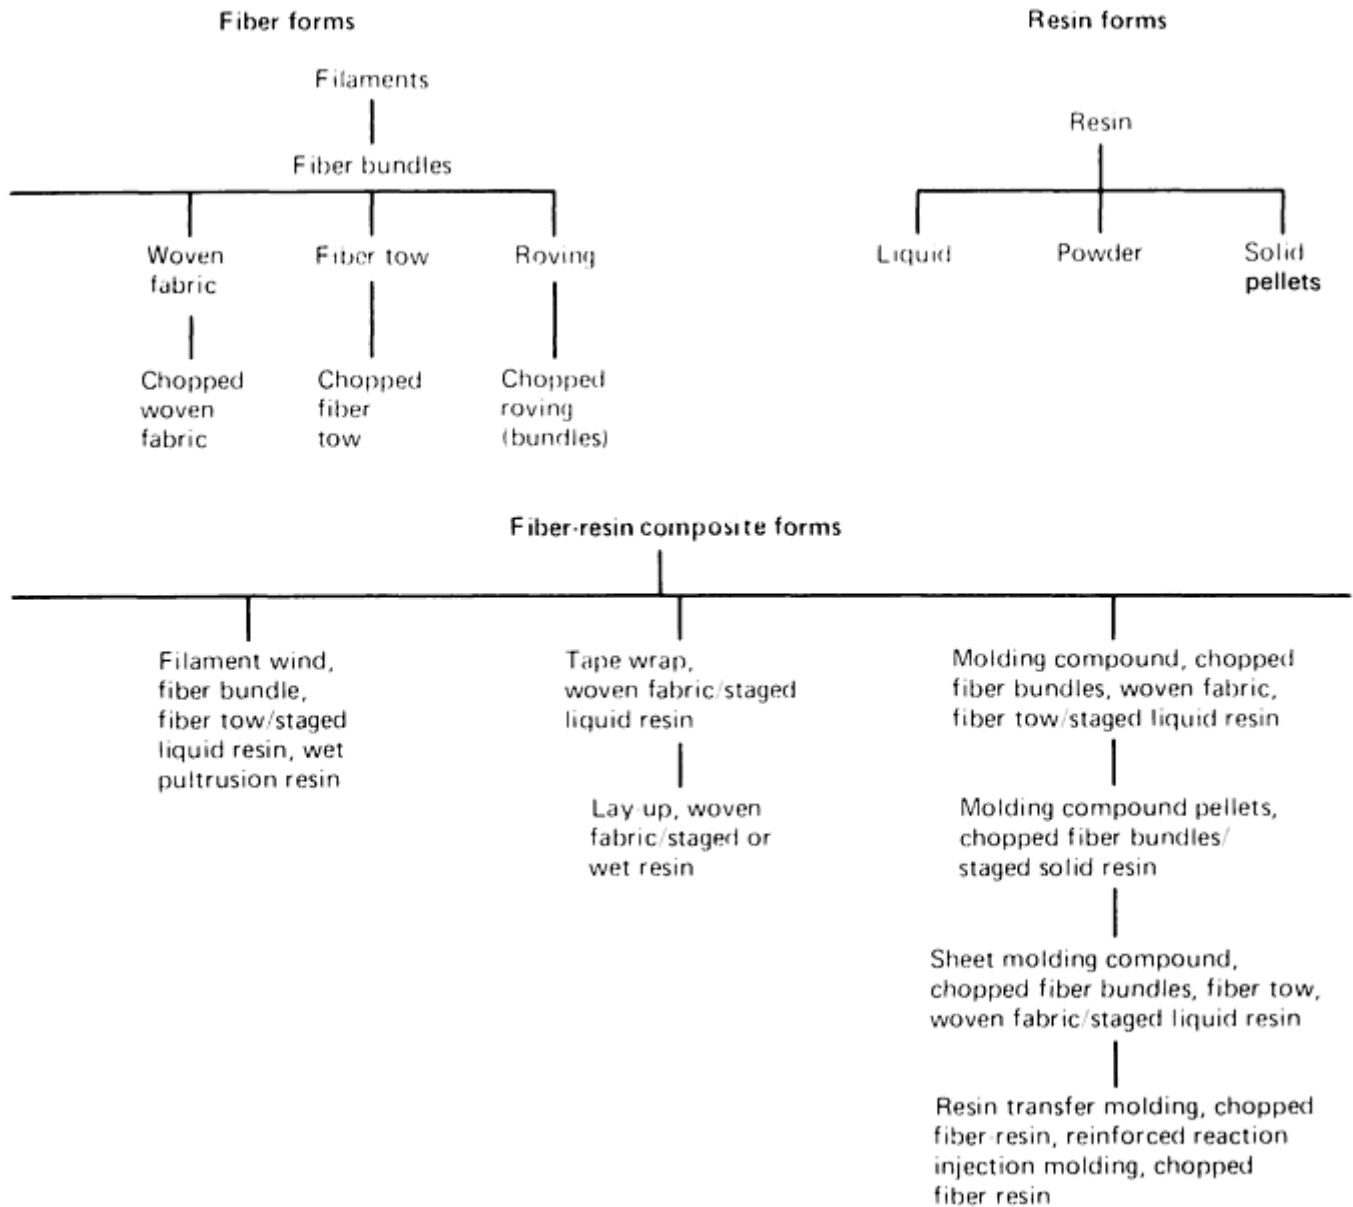 Fiber forms
Filaments
Fiber bundles
Woven
fabric
Fiber tow
Roving
Chopped
woven
fabric
Chopped
fiber
tow
Chopped
roving
(bundles)
Resin forms
Resin
Liquid
Powder
Solid
pellets
Fiber-resin composite forms
Filament wind,
fiber bundle,
fiber tow/staged
liquid resin, wet
pultrusion resin
Tape wrap,
woven fabric/staged
liquid resin
Lay-up, woven
fabric/staged or
wet resin
Molding compound, chopped
fiber bundles, woven fabric,
fiber tow/staged liquid resin
Molding compound pellets,
chopped fiber bundles/
staged solid resin
Sheet molding compound,
chopped fiber bundles, fiber tow,
woven fabric/staged liquid resin
Resin transfer molding, chopped
fiber-resin, reinforced reaction
injection molding, chopped
fiber resin